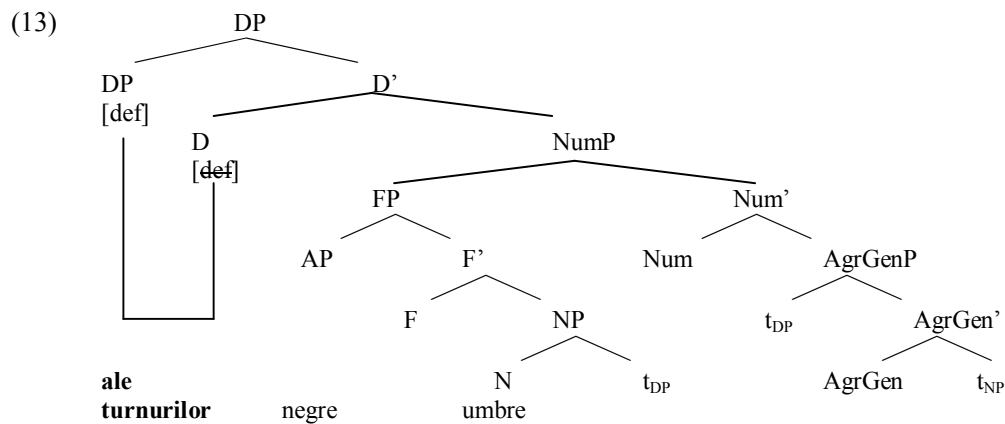 (13) DP
DP D’
[def]
D NumP
[def]
FP Num’
AP F’ Num AgrGenP
F NP tDP AgrGen’
ale N tDP AgrGen tNP
turnurilor negre umbre